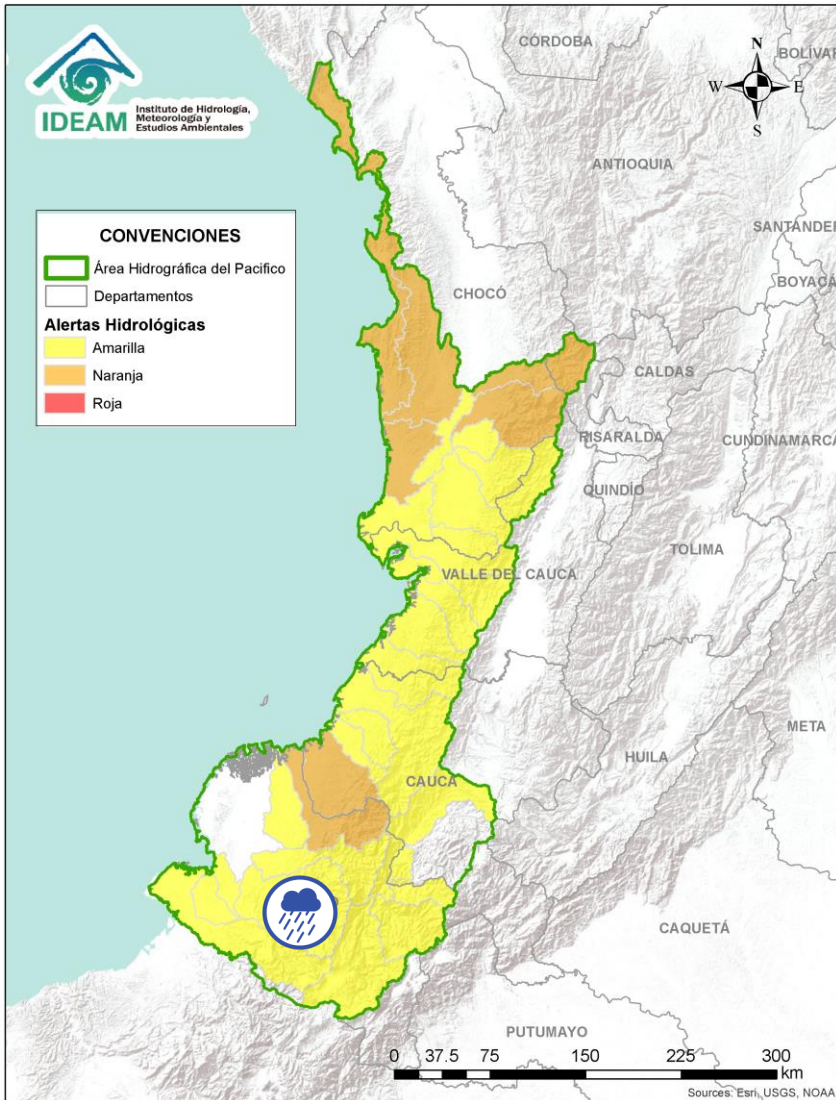 IDEAM
Instituto de Hidrología,
Meteorología y
Estudios Ambientales
CÓRDOBA
BOLÍVAR
N
W
E
S
ANTIOQUIA
SANTANDER
BOYACÁ
CONVENCIONES
Área Hidrográfica del Pacifico
Departamentos
Alertas Hidrológicas
Amarilla
Naranja
Roja
CHOCÓ
CALDAS
RISARALDA
CUNDINAMARCA
QUINDÍO
TOLIMA
VALLE DEL CAUCA
META
HUILA
CAUCA
CAQUETÁ
PUTUMAYO
0 37.5 75 150 225 300
km
Sources: Esri, USGS, NOAA